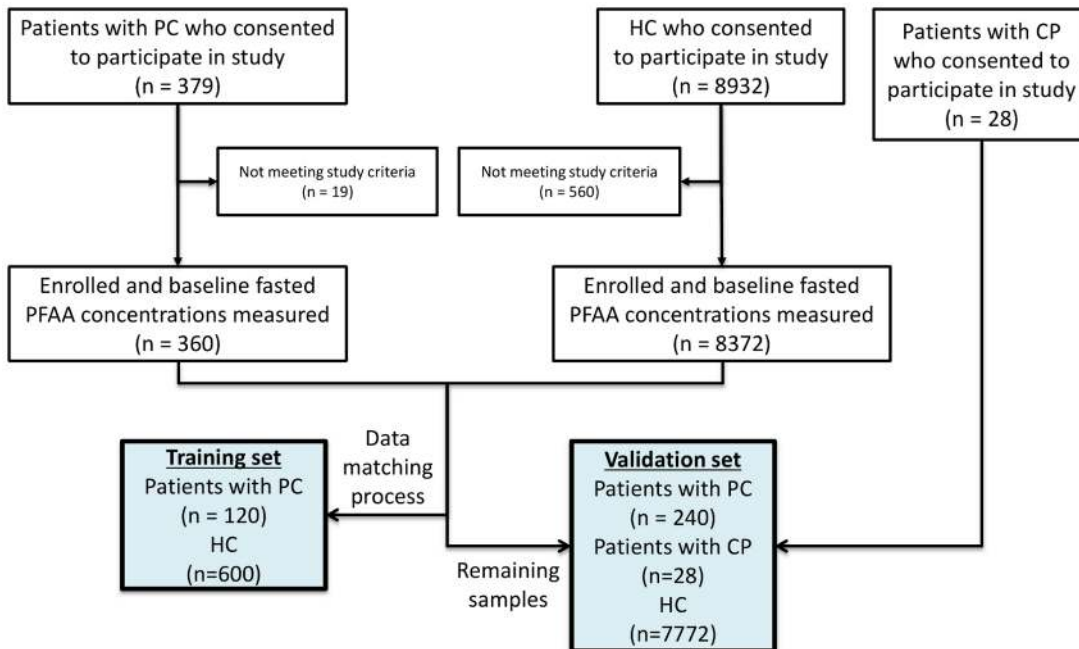 Patients with PC who consented
to participate in study
(n = 379)
HC who consented
to participate in study
(n = 8932)
Patients with CP
who consented to
participate in study
(n = 28)
Not meeting study criteria
(n = 19)
Not meeting study criteria
(n = 560)
Enrolled and baseline fasted
PFAA concentrations measured
(n = 360)
Enrolled and baseline fasted
PFAA concentrations measured
(n = 8372)
Data
matching
process
Training set
Patients with PC
(n = 120)
HC
(n=600)
Remaining
samples
Validation set
Patients with PC
(n = 240)
Patients with CP
(n=28)
HC
(n=7772)